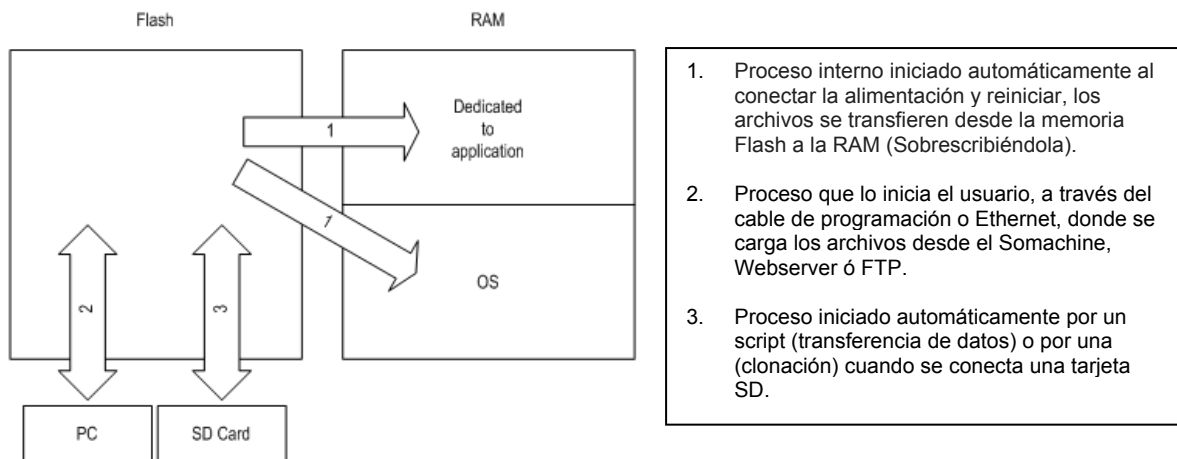 Flash
RAM
Dedicated
to
application
1
1
OS
2
3
PC
SD Card
1. Proceso interno iniciado automáticamente al
conectar la alimentación y reiniciar, los
archivos se transfieren desde la memoria
Flash a la RAM (Sobrescribiéndola).
2. Proceso que lo inicia el usuario, a través del
cable de programación o Ethernet, donde se
carga los archivos desde el Somachine,
Webserver ó FTP.
3. Proceso iniciado automáticamente por un
script (transferencia de datos) o por una
(clonación) cuando se conecta una tarjeta
SD.